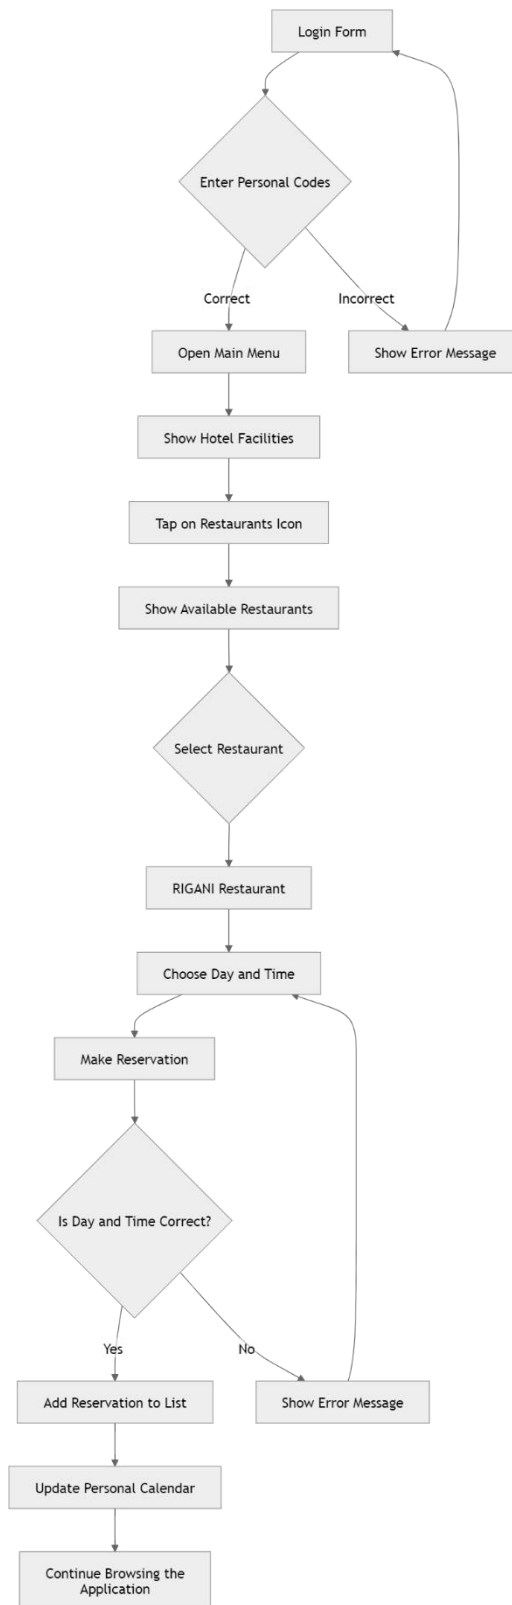 Login Form
Enter Personal Codes
Correct
Incorrect
Open Main Menu
Show Error Message
Show Hotel Facilities
Tap on Restaurants Icon
Show Available Restaurants
Select Restaurant
RIGANI Restaurant
Choose Day and Time
Make Reservation
Is Day and Time Correct?
Yes
No
Add Reservation to List
Show Error Message
Update Personal Calendar
Continue Browsing the
Application